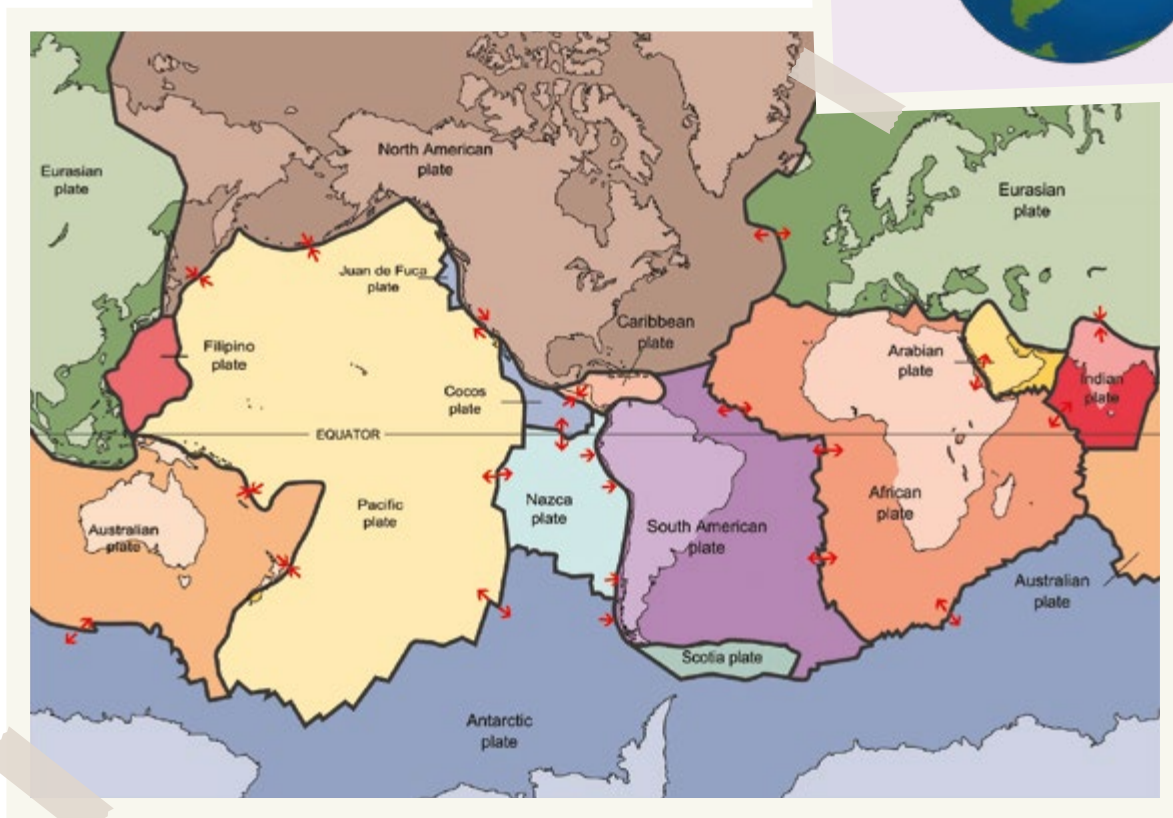 North American
plate
Eurasian
plate
Eurasian
plate
Juan de Fuca
plate
Caribbean
plate
Filipino
plate
Arabian
plate
Cocos
plate
Indian
plate
EQUATOR
Pacific
plate
Nazca
plate
African
plate
Australian
plate
South American
plate
Australian
plate
Scotia plate
Antarctic
plate